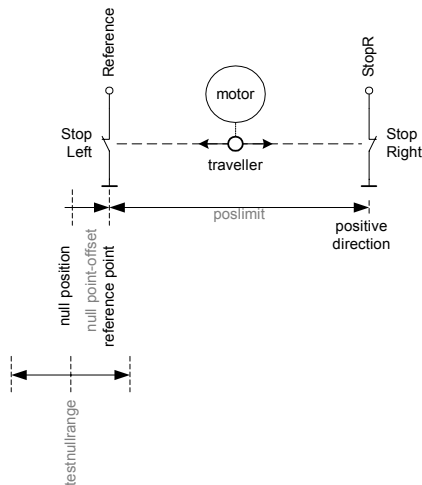 Reference
StopR
motor
Stop
Left
Stop
Right
traveller
poslimit
positive
direction
null position
null point-offset
reference point
testnullrange